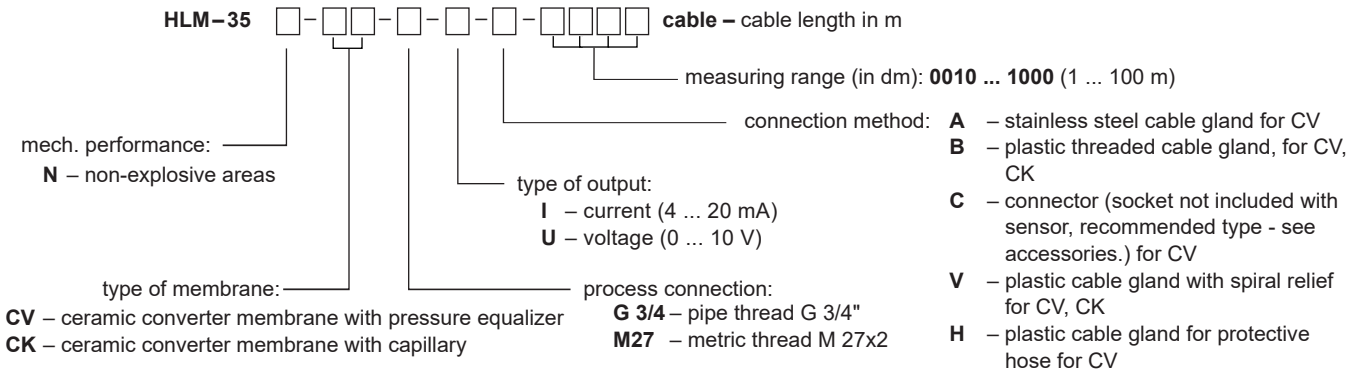 HLM–35 □ – □□ – □ – □ – □ – □□□□ cable – cable length in m
measuring range (in dm): 0010 ... 1000 (1 ... 100 m)
connection method:
A – stainless steel cable gland for CV
B – plastic threaded cable gland, for CV,
CK
C – connector (socket not included with
sensor, recommended type - see
accessories.) for CV
V – plastic cable gland with spiral relief
for CV, CK
H – plastic cable gland for protective
hose for CV
mech. performance:
N – non-explosive areas
type of output:
I – current (4 ... 20 mA)
U – voltage (0 ... 10 V)
type of membrane:
CV – ceramic converter membrane with pressure equalizer
CK – ceramic converter membrane with capillary
process connection:
G 3/4 – pipe thread G 3/4"
M27 – metric thread M 27x2